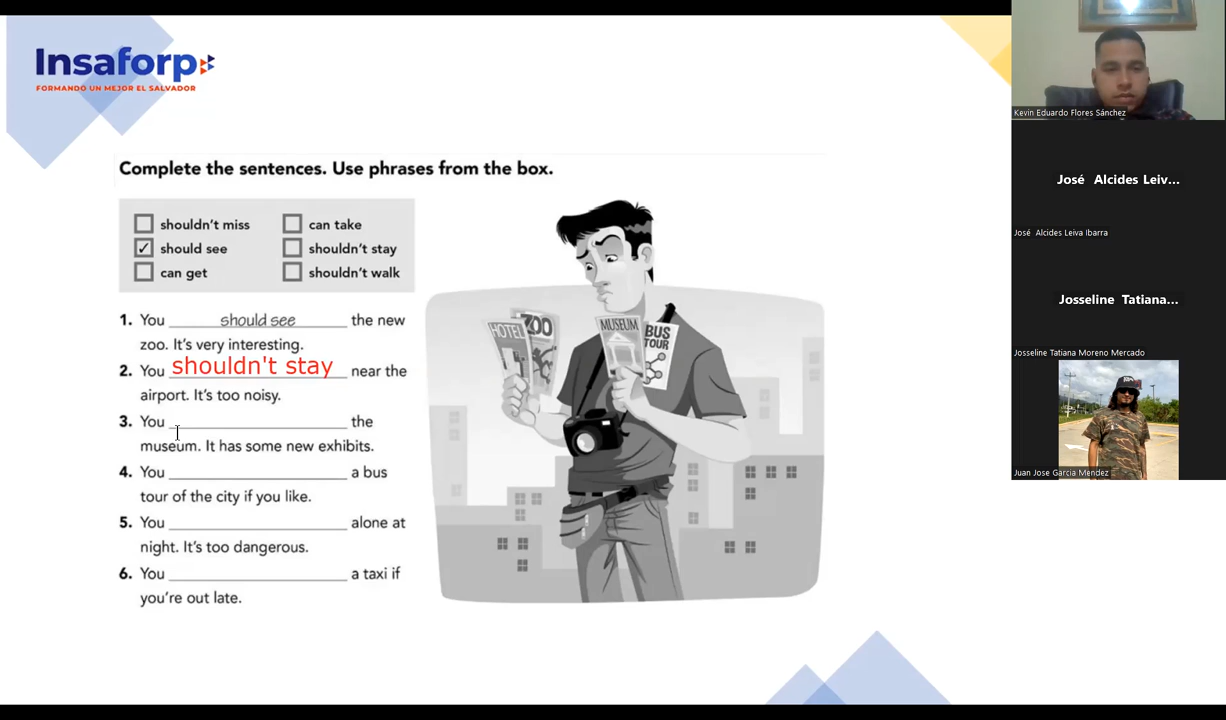 Insaforp
FORMANDO UN MEJOR EL SALVADOR
Complete the sentences. Use phrases from the box.
shouldn't miss
can take
✓ should see
shouldn't stay
can get
shouldn't walk
1. You should see the new
zoo. It's very interesting.
2. You shouldn't stay near the
airport. It's too noisy.
3. You ____ the
museum. It has some new exhibits.
4. You ____ a bus
tour of the city if you like.
5. You ____ alone at
night. It's too dangerous.
6. You ____ a taxi if
you're out late.
HOTEL
ZOO
MUSEUM
BUS
TOUR
Kevin Eduardo Flores Sánchez
José Alcides Leiv...
José Alcides Leiva Ibarra
Josseline Tatiana...
Josseline Tatiana Moreno Mercado
Juan Jose Garcia Mendez